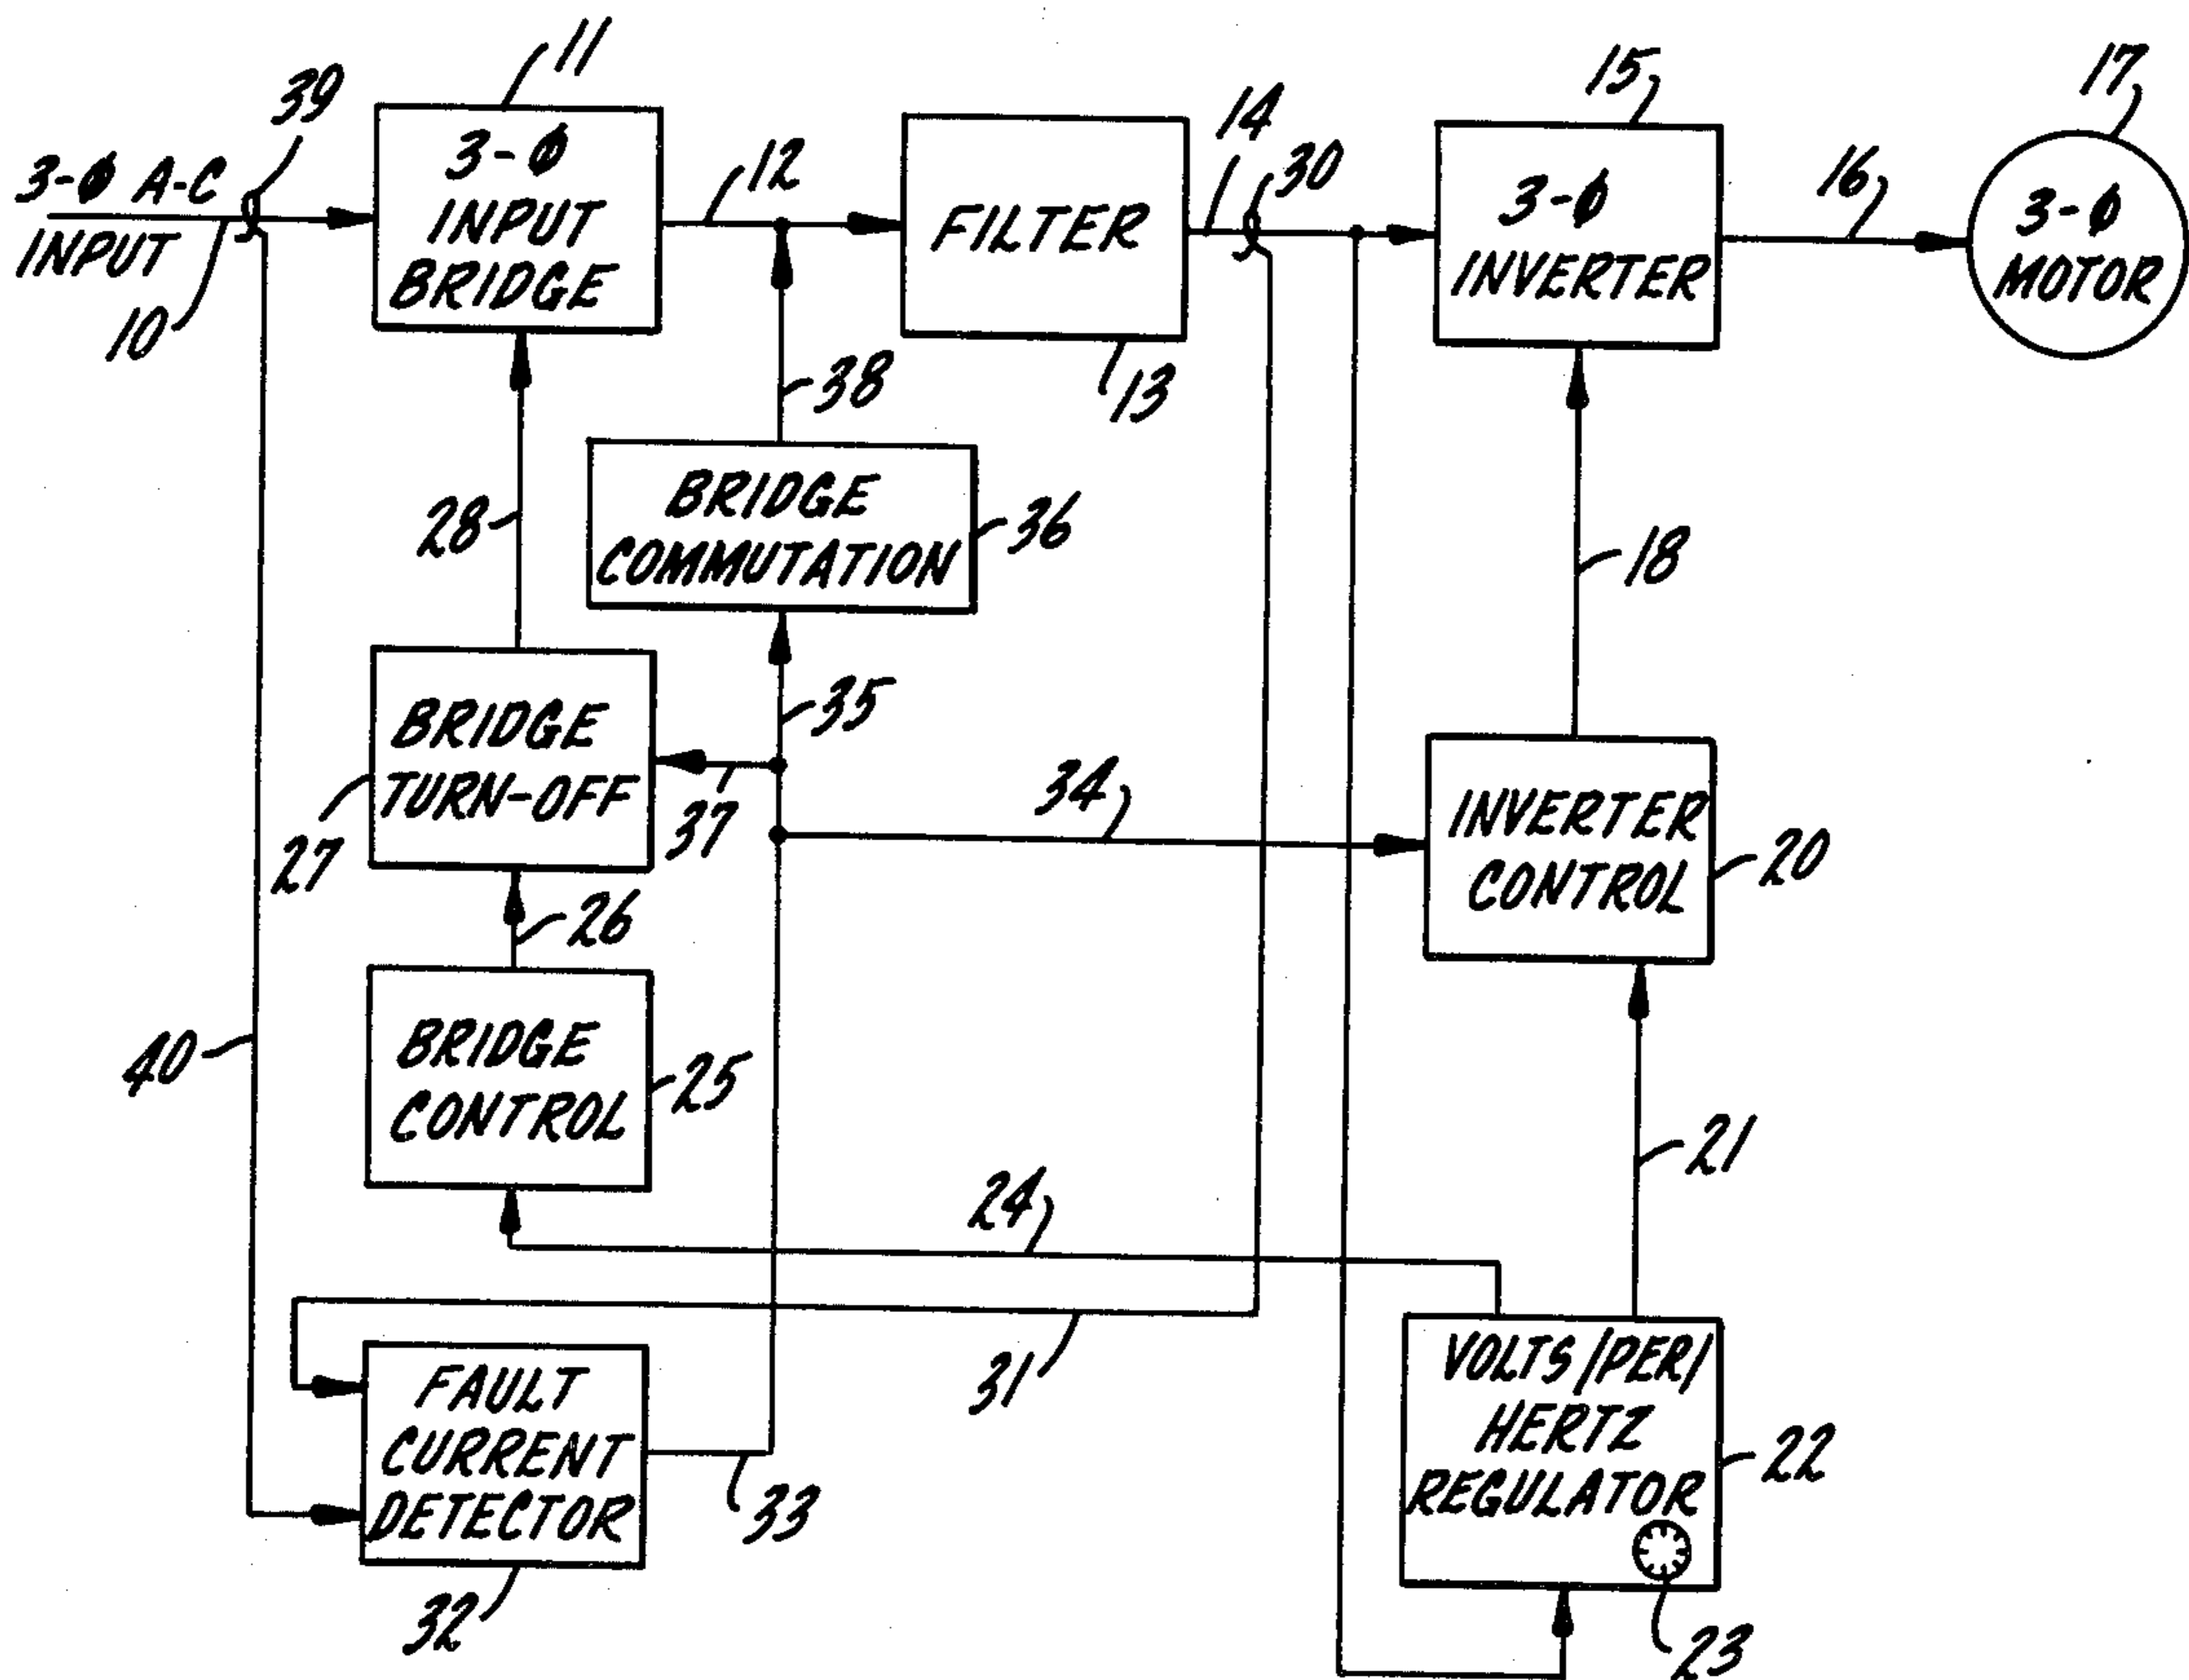 11
39
15
17
3-ϕ A-C
INPUT
10
3-ϕ
INPUT
BRIDGE
12
FILTER
13
14
30
3-ϕ
INVERTER
16
3-ϕ
MOTOR
38
28
BRIDGE
COMMUTATION
36
18
35
BRIDGE
TURN-OFF
27
37
34
INVERTER
CONTROL
20
26
40
BRIDGE
CONTROL
25
21
24
31
FAULT
CURRENT
DETECTOR
32
33
VOLTS/PER/
HERTZ
REGULATOR
22
23